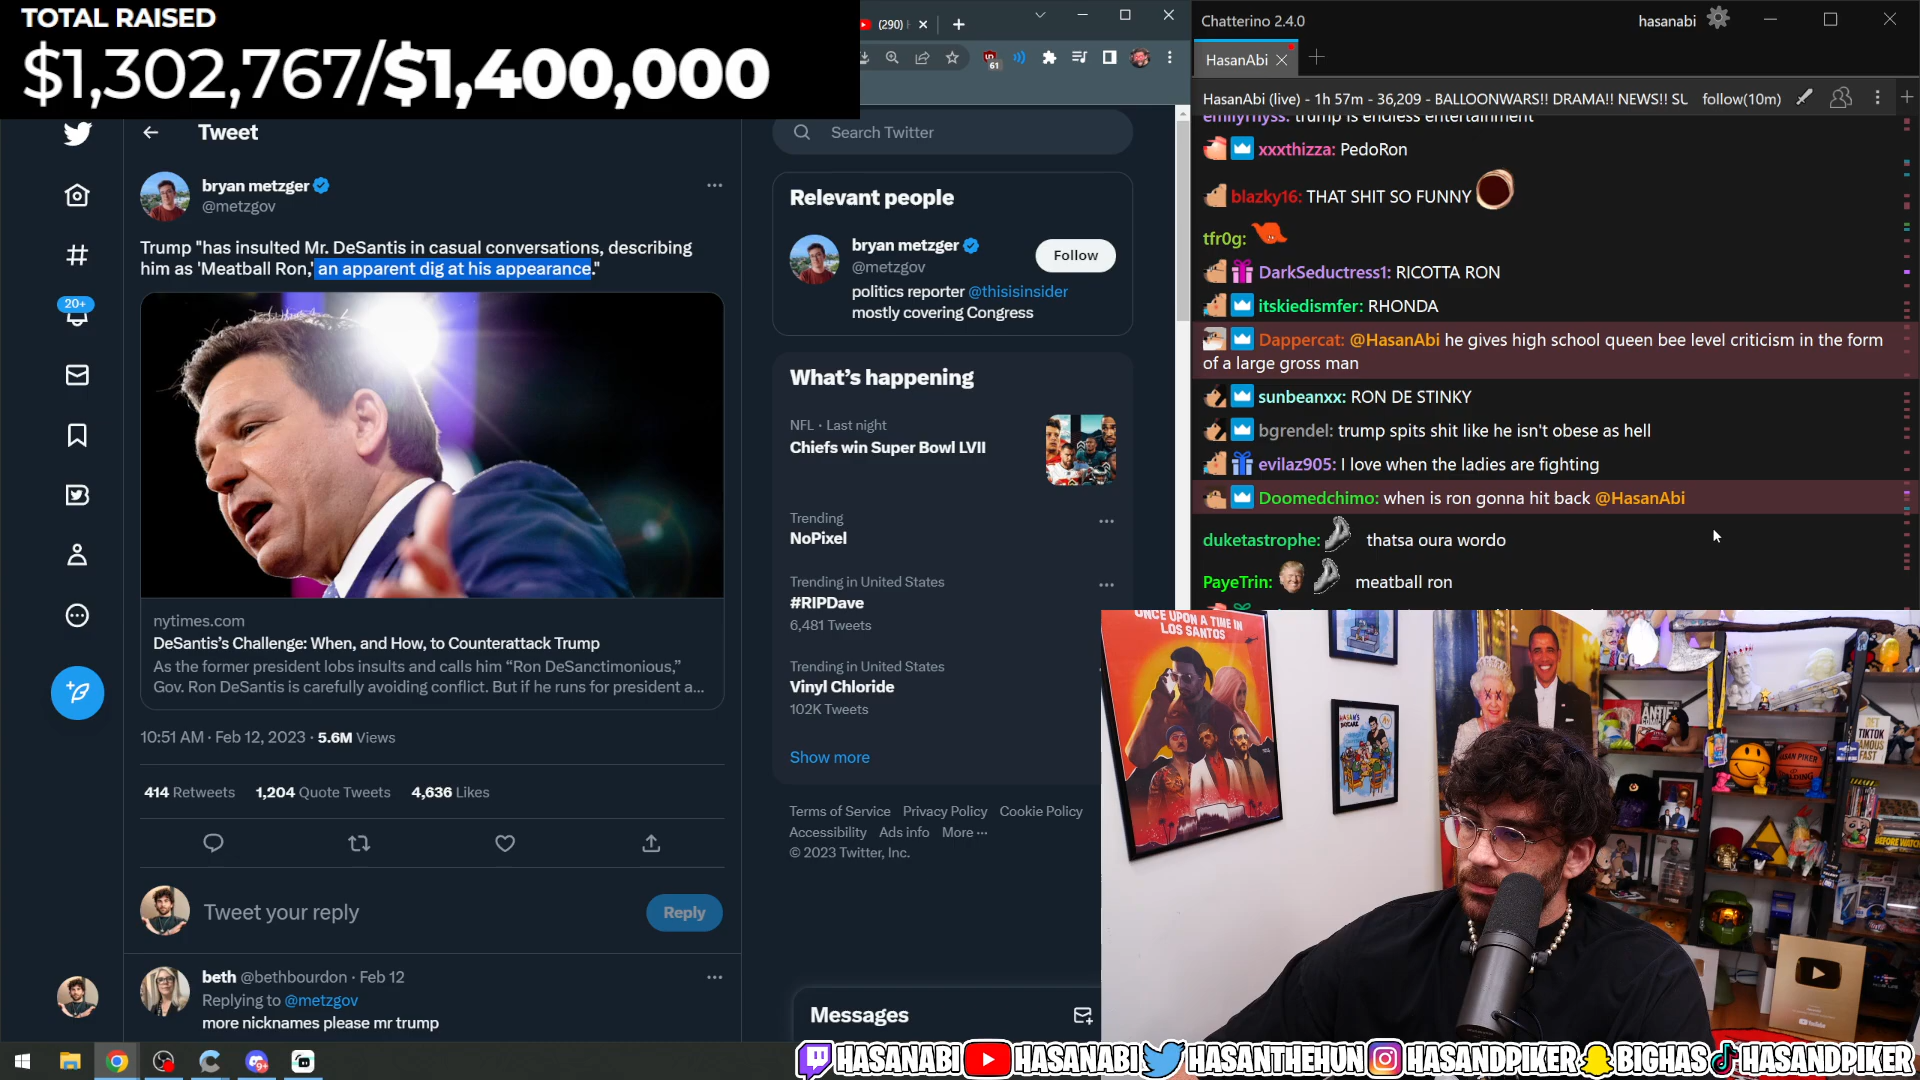 TOTAL RAISED
$1,302,767/$1,400,000
(290)
61
Tweet
bryan metzger
@metzgov
Trump "has insulted Mr. DeSantis in casual conversations, describing
him as 'Meatball Ron,' an apparent dig at his appearance."
nytimes.com
DeSantis's Challenge: When, and How, to Counterattack Trump
As the former president lobs insults and calls him “Ron DeSanctimonious,”
Gov. Ron DeSantis is carefully avoiding conflict. But if he runs for president a...
10:51 AM · Feb 12, 2023 · 5.6M Views
414 Retweets 1,204 Quote Tweets 4,636 Likes
Tweet your reply
Reply
beth @bethbourdon · Feb 12
Replying to @metzgov
more nicknames please mr trump
20+
Search Twitter
Relevant people
bryan metzger
@metzgov
Follow
politics reporter @thisisinsider
mostly covering Congress
What's happening
NFL · Last night
Chiefs win Super Bowl LVII
Trending
NoPixel
Trending in United States
#RIPDave
6,481 Tweets
Trending in United States
Vinyl Chloride
102K Tweets
Show more
Terms of Service Privacy Policy Cookie Policy
Accessibility Ads info More ···
© 2023 Twitter, Inc.
Messages
Chatterino 2.4.0
hasanabi
HasanAbi
HasanAbi (live) - 1h 57m - 36,209 - BALLOONWARS!! DRAMA!! NEWS!! SU follow(10m)
emilyrhyss: trump is endless entertainment
xxxthizza: PedoRon
blazky16: THAT SHIT SO FUNNY
tfr0g:
DarkSeductress1: RICOTTA RON
itskiedismfer: RHONDA
Dappercat: @HasanAbi he gives high school queen bee level criticism in the form
of a large gross man
sunbeanxx: RON DE STINKY
bgrendel: trump spits shit like he isn't obese as hell
evilaz905: I love when the ladies are fighting
Doomedchimo: when is ron gonna hit back @HasanAbi
duketastrophe: thatsa oura wordo
PayeTrin: meatball ron
ONCE UPON A TIME IN
LOS SANTOS
HASANABI HASANABI HASANTHEHUN HASANDPIKER BIGHAS HASANDPIKER